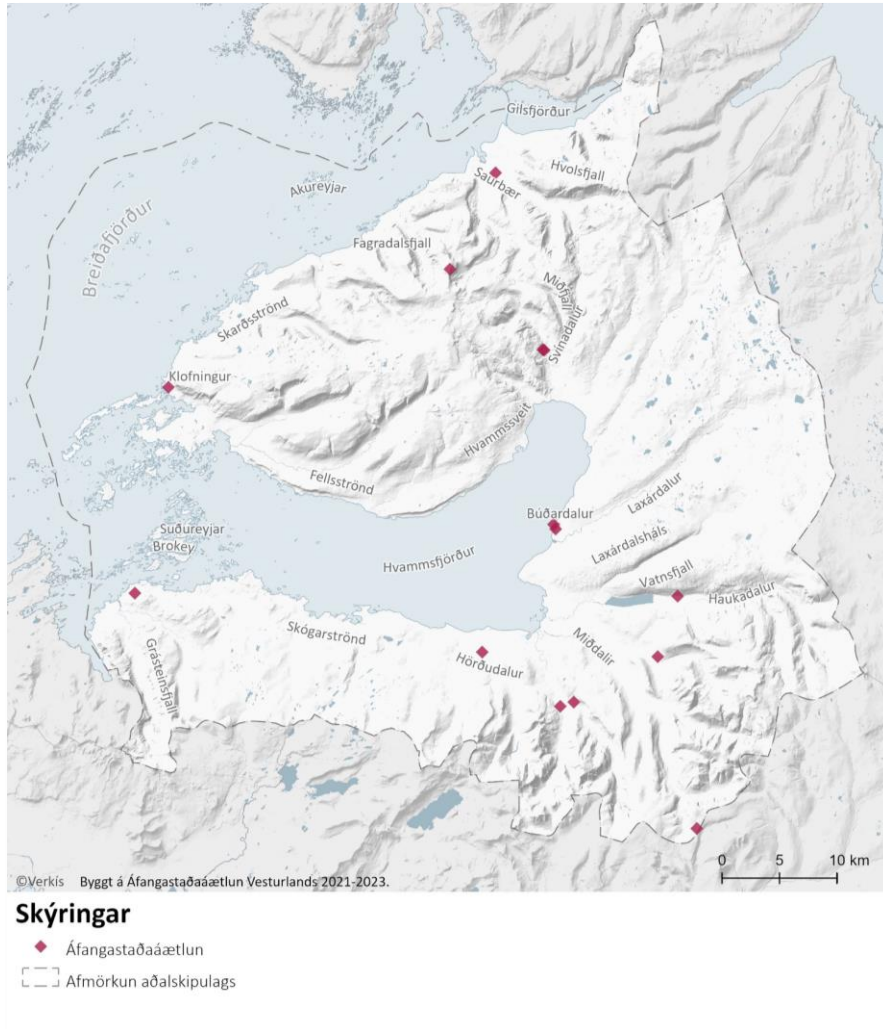 Gilsfjörður
Hvolsfjall
Saurbær
Akureyjar
Breiðafjörður
Fagradalsfjall
Miðfjall
Skarðsströnd
Svínadalur
Klofningur
Hvammssveit
Fellsströnd
Laxárdalur
Búðardalur
Suðureyjar
Laxárdalsháls
Brokey
Hvammsfjörður
Vatnsfjall
Haukadalur
Skógarströnd
Miðdalir
Grásteinsfjall
Hörðudalur
0 5 10 km
©Verkís Byggt á Áfangastaðaáætlun Vesturlands 2021-2023.
Skýringar
Áfangastaðaáætlun
Afmörkun aðalskipulags